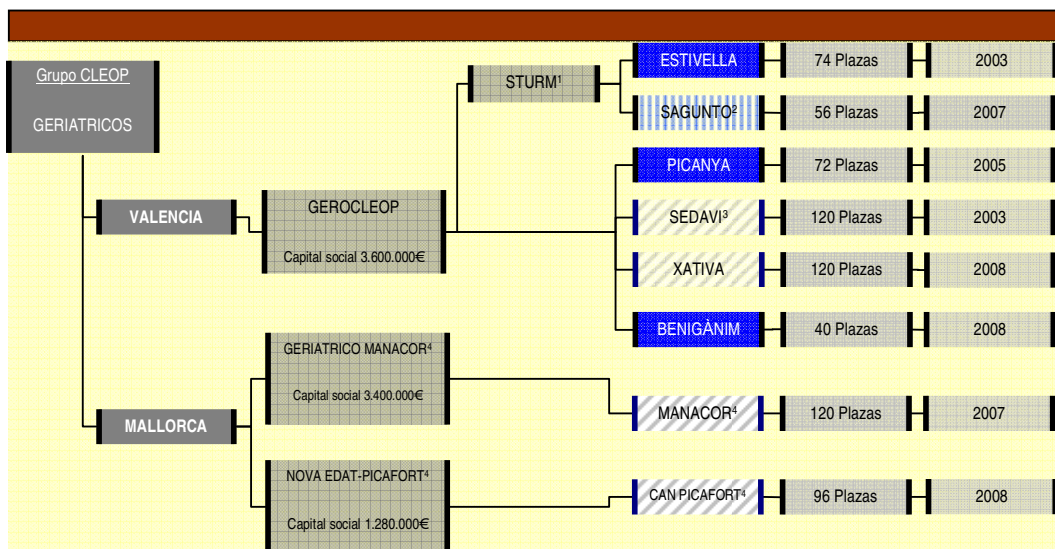 Grupo CLEOP
GERIATRICOS
VALENCIA
MALLORCA
GEROCLEOP
Capital social 3.600.000€
GERIATRICO MANACOR⁴
Capital social 3.400.000€
NOVA EDAT-PICAFORT⁴
Capital social 1.280.000€
STURM¹
ESTIVELLA 74 Plazas 2003
SAGUNTO² 56 Plazas 2007
PICANYA 72 Plazas 2005
SEDAVI³ 120 Plazas 2003
XATIVA 120 Plazas 2008
BENIGÀNIM 40 Plazas 2008
MANACOR⁴ 120 Plazas 2007
CAN PICAFORT⁴ 96 Plazas 2008